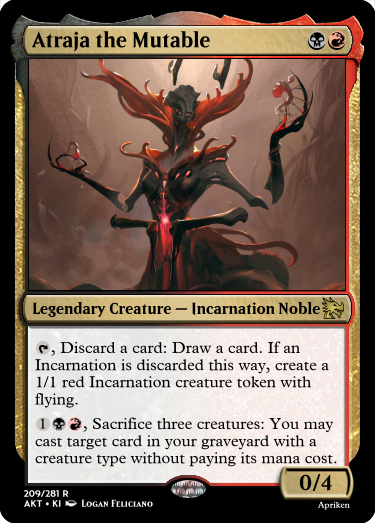 Atraja the Mutable
Legendary Creature — Incarnation Noble
, Discard a card: Draw a card. If an
Incarnation is discarded this way, create a
1/1 red Incarnation creature token with
flying.
1, Sacrifice three creatures: You may
cast target card in your graveyard with a
creature type without paying its mana cost.
0/4
209/281 R
AKT • KI Logan Feliciano
Apriken